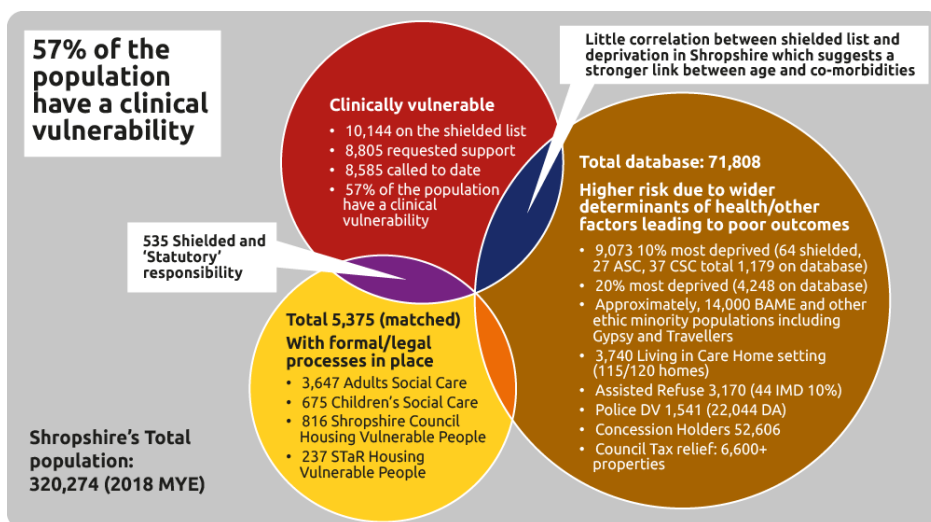 57% of the
population
have a clinical
vulnerability
Little correlation between shielded list and
deprivation in Shropshire which suggests a
stronger link between age and co-morbidities
Clinically vulnerable
• 10,144 on the shielded list
• 8,805 requested support
• 8,585 called to date
• 57% of the population
have a clinical
vulnerability
535 Shielded and
‘Statutory’
responsibility
Total database: 71,808
Higher risk due to wider
determinants of health/other
factors leading to poor outcomes
• 9,073 10% most deprived (64 shielded,
27 ASC, 37 CSC total 1,179 on database)
• 20% most deprived (4,248 on database)
• Approximately, 14,000 BAME and other
ethic minority populations including
Gypsy and Travellers
• 3,740 Living in Care Home setting
(115/120 homes)
• Assisted Refuse 3,170 (44 IMD 10%)
• Police DV 1,541 (22,044 DA)
• Concession Holders 52,606
• Council Tax relief: 6,600+
properties
Total 5,375 (matched)
With formal/legal
processes in place
• 3,647 Adults Social Care
• 675 Children’s Social Care
• 816 Shropshire Council
Housing Vulnerable People
• 237 STaR Housing
Vulnerable People
Shropshire’s Total
population:
320,274 (2018 MYE)